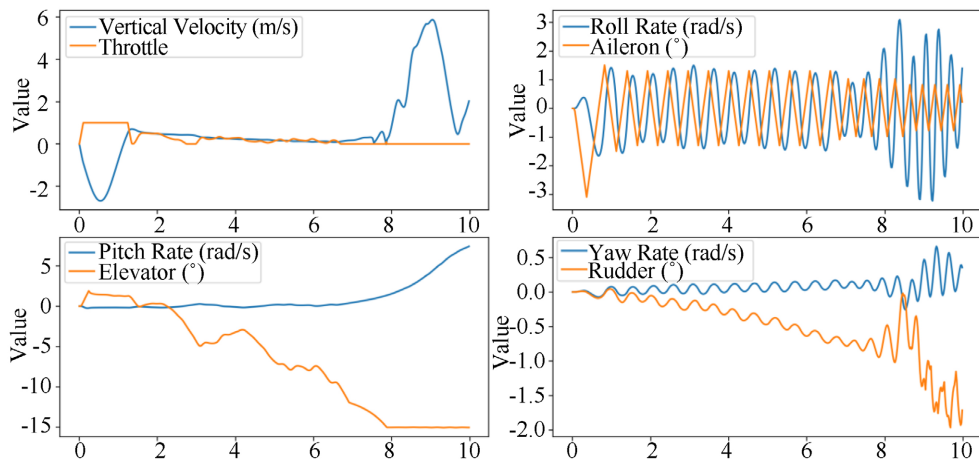 Vertical Velocity (m/s)
Throttle
Value
6
4
2
0
-2
0 2 4 6 8 10
Roll Rate (rad/s)
Aileron (°)
Value
3
2
1
0
-1
-2
-3
0 2 4 6 8 10
Pitch Rate (rad/s)
Elevator (°)
Value
5
0
-5
-10
-15
0 2 4 6 8 10
Yaw Rate (rad/s)
Rudder (°)
Value
0.5
0.0
-0.5
-1.0
-1.5
-2.0
0 2 4 6 8 10